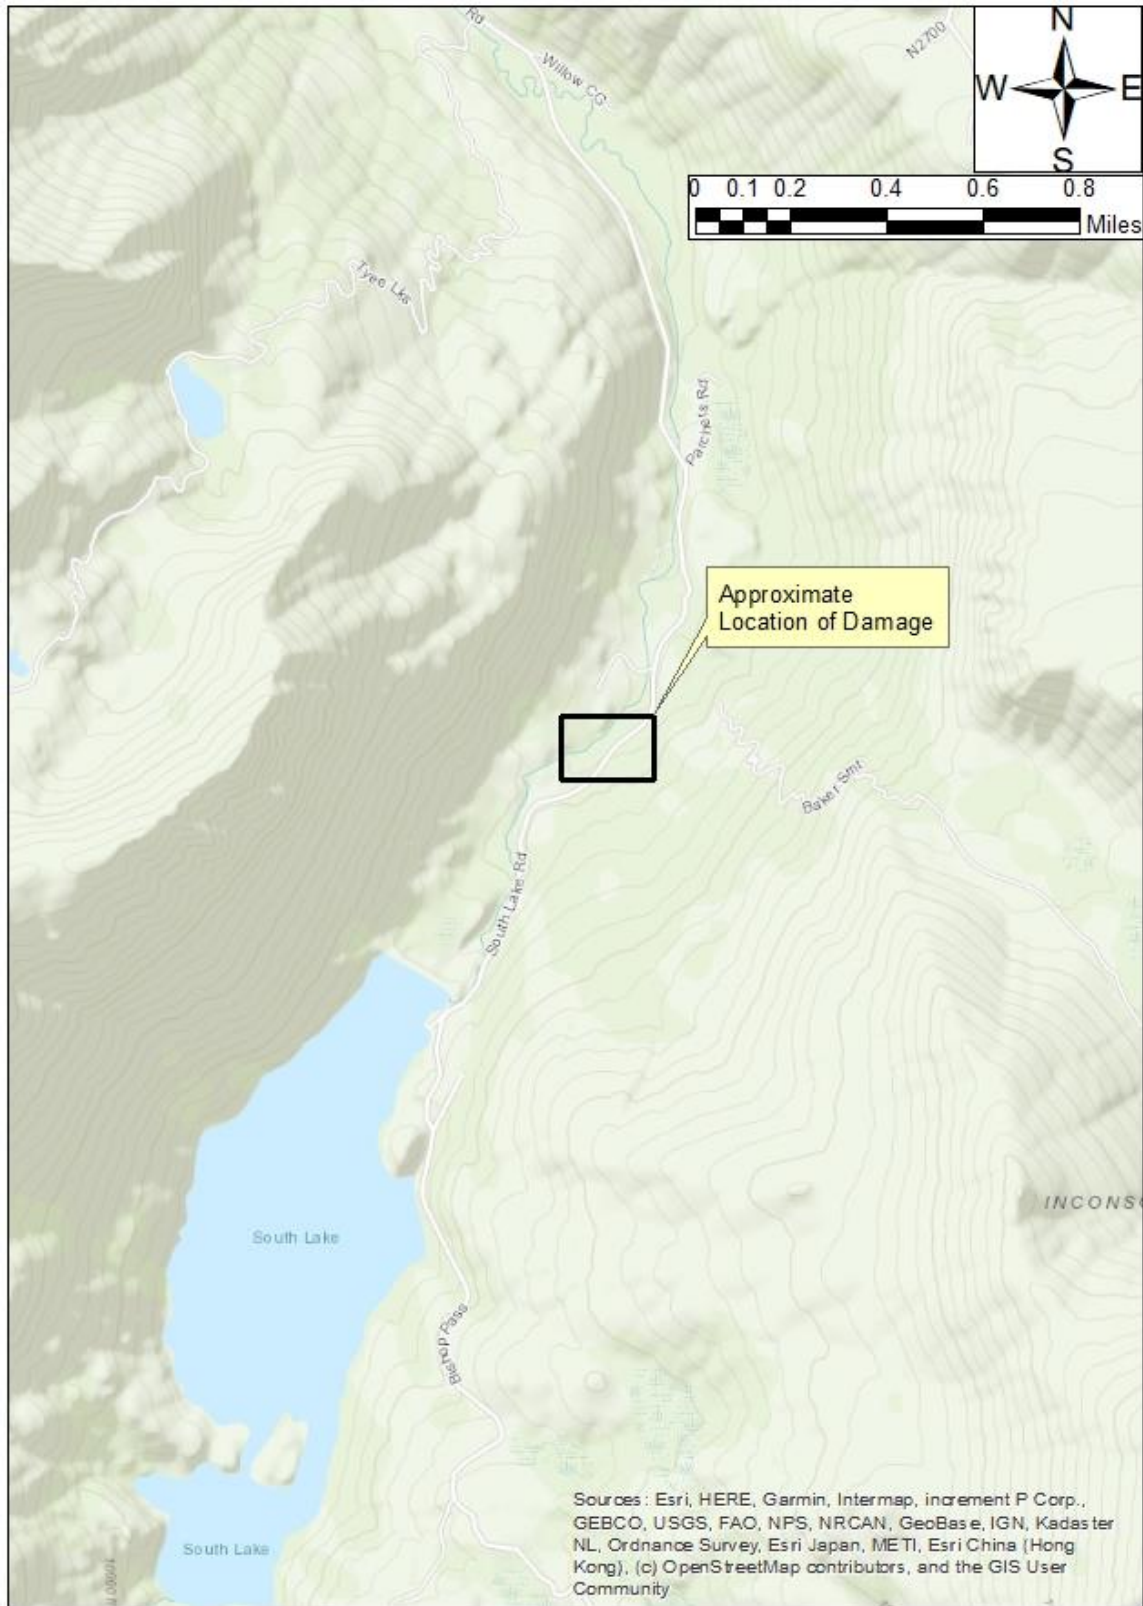 Rd
Willow CG
N2700
N
W E
S
0 0.1 0.2 0.4 0.6 0.8
Miles
Tyee Lks
Parchers Rd
Approximate
Location of Damage
Baker Smt
South Lake Rd
INCONSO
South Lake
Bishop Pass
South Lake
Sources: Esri, HERE, Garmin, Intermap, increment P Corp.,
GEBCO, USGS, FAO, NPS, NRCAN, GeoBase, IGN, Kadaster
NL, Ordnance Survey, Esri Japan, METI, Esri China (Hong
Kong), (c) OpenStreetMap contributors, and the GIS User
Community